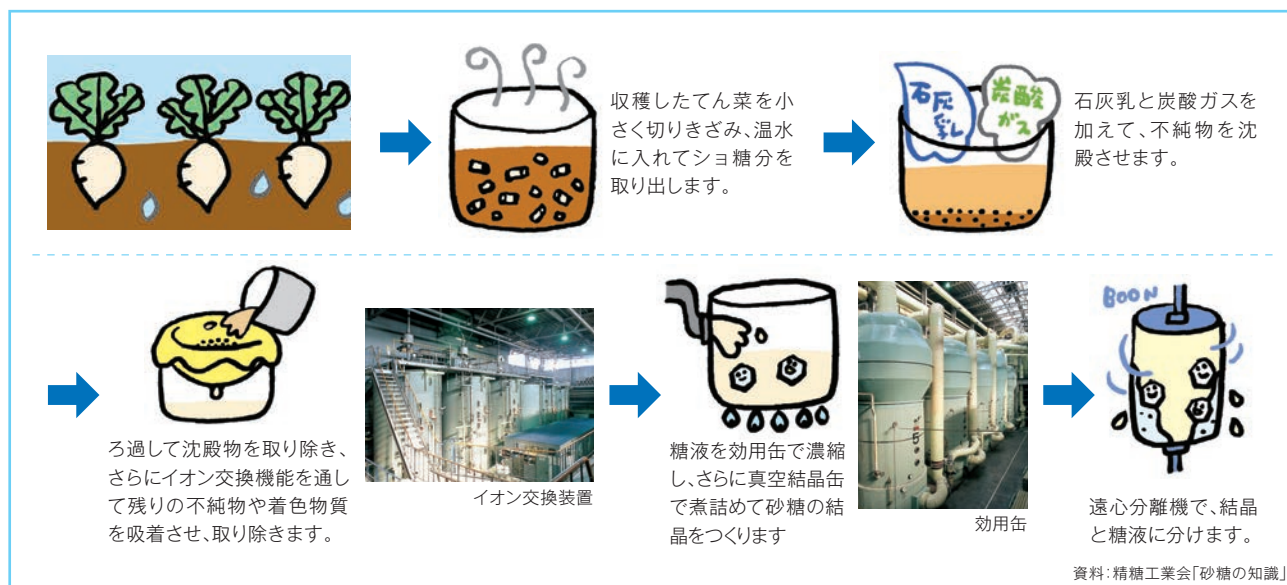 収穫したてん菜を小
さく切りきざみ、温水
に入れてショ糖分を
取り出します。
石灰
乳
炭酸
ガス
石灰乳と炭酸ガスを
加えて、不純物を沈
殿させます。
ろ過して沈殿物を取り除き、
さらにイオン交換機能を通し
て残りの不純物や着色物質
を吸着させ、取り除きます。
イオン交換装置
糖液を効用缶で濃縮
し、さらに真空結晶缶
で煮詰めて砂糖の結
晶をつくります
5
効用缶
BOON
遠心分離機で、結晶
と糖液に分けます。
資料:精糖工業会「砂糖の知識」